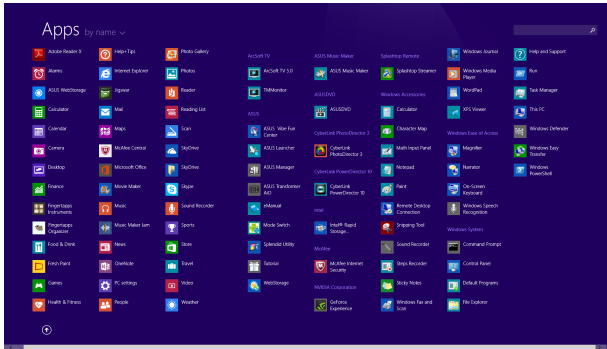 Apps by name
Adobe Reader X
Alarms
ASUS WebStorage
Calculator
Calendar
Camera
Desktop
Finance
Fingertapps
Instruments
Fingertapps
Organizer
Food & Drink
Fresh Paint
Games
Health & Fitness
Help+Tips
Internet Explorer
Jigswar
Mail
Maps
McAfee Central
Microsoft Office
Movie Maker
Music
Music Maker Jam
News
OneNote
PC settings
People
Photo Gallery
Photos
Reader
Reading List
Scan
SkyDrive
SkyDrive
Skype
Sound Recorder
Sports
Store
Travel
Video
Weather
ArcSoft TV
ArcSoft TV 5.0
TMMonitor
ASUS
ASUS Vibe Fun
Center
ASUS Launcher
ASUS Manager
ASUS Transformer
AiO
eManual
Mode Switch
Splendid Utility
Tutorial
WebStorage
ASUS Music Maker
ASUS Music Maker
ASUSDVD
ASUSDVD
CyberLink PhotoDirector 3
CyberLink
PhotoDirector 3
CyberLink PowerDirector 10
CyberLink
PowerDirector 10
Intel
Intel® Rapid
Storage...
McAfee
McAfee Internet
Security
NVIDIA Corporation
GeForce
Experience
Splashtop Remote
Splashtop Streamer
Windows Accessories
Calculator
Character Map
Math Input Panel
Notepad
Paint
Remote Desktop
Connection
Snipping Tool
Sound Recorder
Steps Recorder
Sticky Notes
Windows Fax and
Scan
Windows Journal
Windows Media
Player
WordPad
XPS Viewer
Windows Ease of Access
Magnifier
Narrator
On-Screen
Keyboard
Windows Speech
Recognition
Windows System
Command Prompt
Control Panel
Default Programs
File Explorer
Help and Support
Run
Task Manager
This PC
Windows Defender
Windows Easy
Transfer
Windows
PowerShell